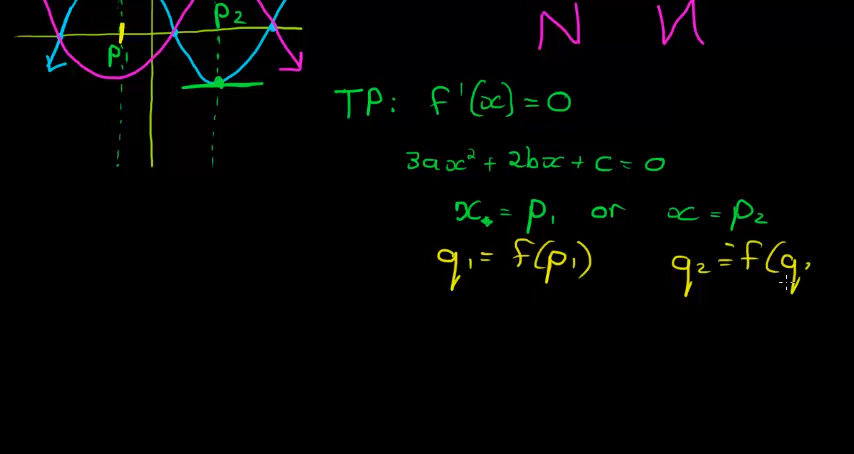 P2
P1
N И
TP: f'(x) = 0
3ax² + 2bx + c = 0
x. = P1 or x = P2
q1 = f(p1) q2 = f(q,